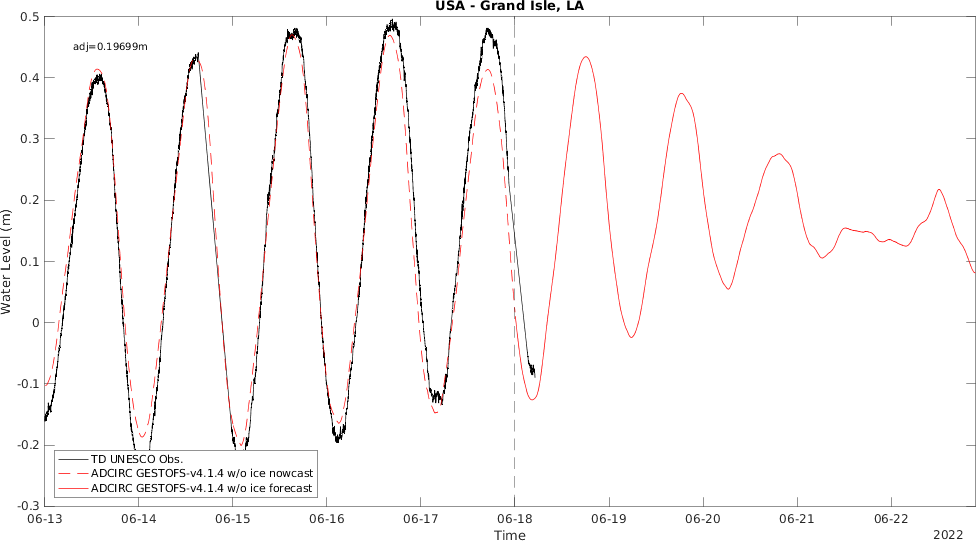 USA - Grand Isle, LA
adj=0.19699m
0.5
0.4
0.3
0.2
0.1
0
-0.1
-0.2
-0.3
Water Level (m)
TD UNESCO Obs.
ADCIRC GESTOFS-v4.1.4 w/o ice nowcast
ADCIRC GESTOFS-v4.1.4 w/o ice forecast
06-13 06-14 06-15 06-16 06-17 06-18 06-19 06-20 06-21 06-22
Time
2022